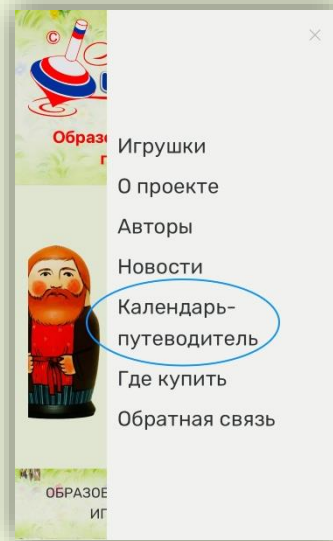 ©
Образо
Игрушки
О проекте
Авторы
Новости
Календарь-
путеводитель
Где купить
Обратная связь
ОБРАЗОВ
ИГ